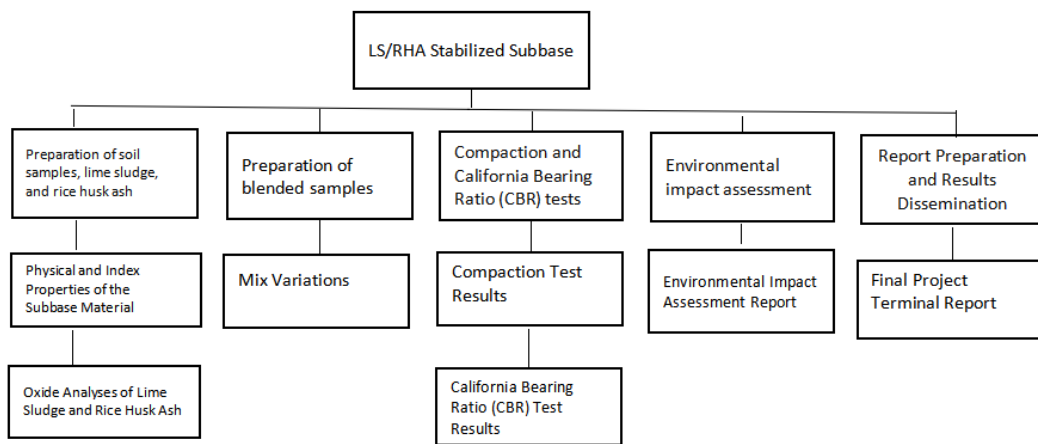 LS/RHA Stabilized Subbase
Preparation of soil
samples, lime sludge,
and rice husk ash
Preparation of
blended samples
Compaction and
California Bearing
Ratio (CBR) tests
Environmental
impact assessment
Report Preparation
and Results
Dissemination
Physical and Index
Properties of the
Subbase Material
Mix Variations
Compaction Test
Results
Environmental Impact
Assessment Report
Final Project
Terminal Report
Oxide Analyses of Lime
Sludge and Rice Husk Ash
California Bearing
Ratio (CBR) Test
Results